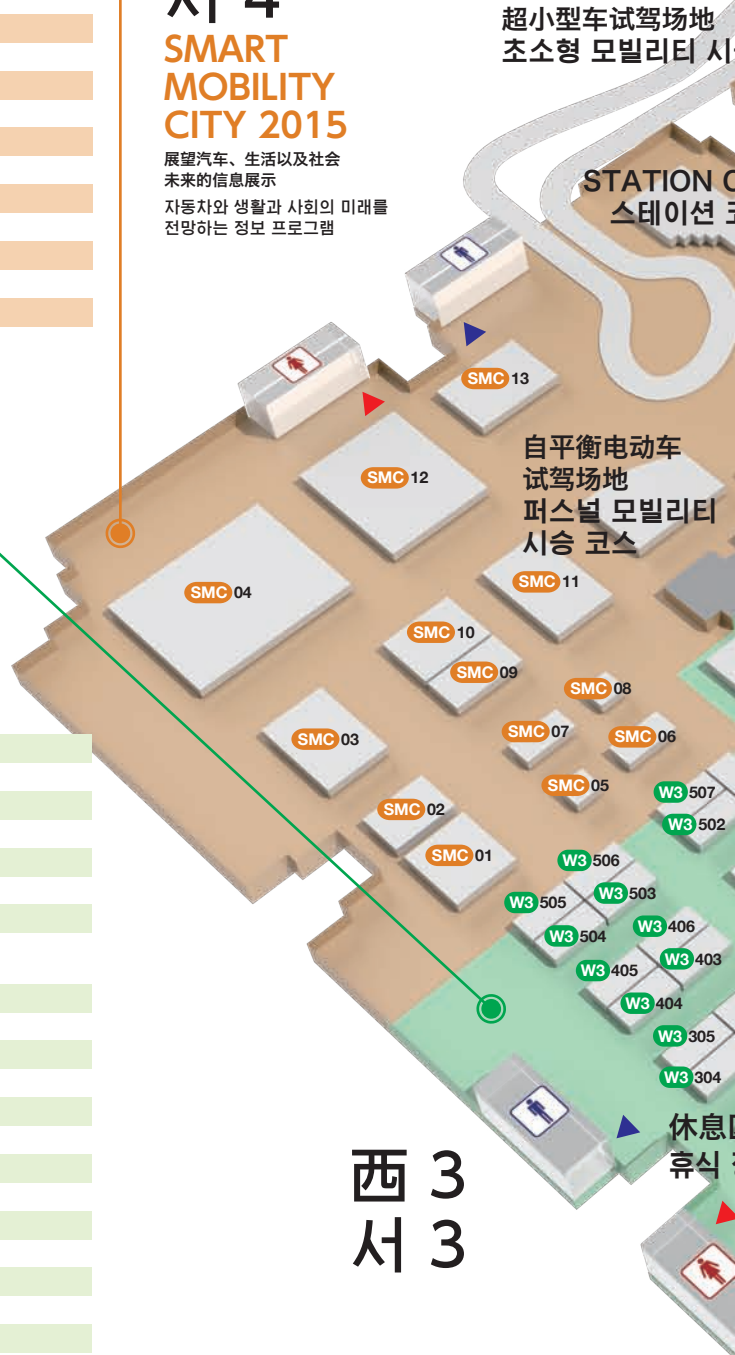 서 4
SMART
MOBILITY
CITY 2015
展望汽车、生活以及社会
未来的信息展示
자동차와 생활과 사회의 미래를
전망하는 정보 프로그램
超小型车试驾场地
초소형 모빌리티
STATION
스테이션
SMC 13
SMC 12
自平衡电动车
试驾场地
퍼스널 모빌리티
시승 코스
SMC 04
SMC 11
SMC 10
SMC 09
SMC 08
SMC 07
SMC 06
SMC 03
SMC 05
SMC 02
SMC 01
W3 507
W3 502
W3 506
W3 503
W3 505
W3 504
W3 406
W3 403
W3 405
W3 404
W3 305
W3 304
休息
휴식
西 3
서 3